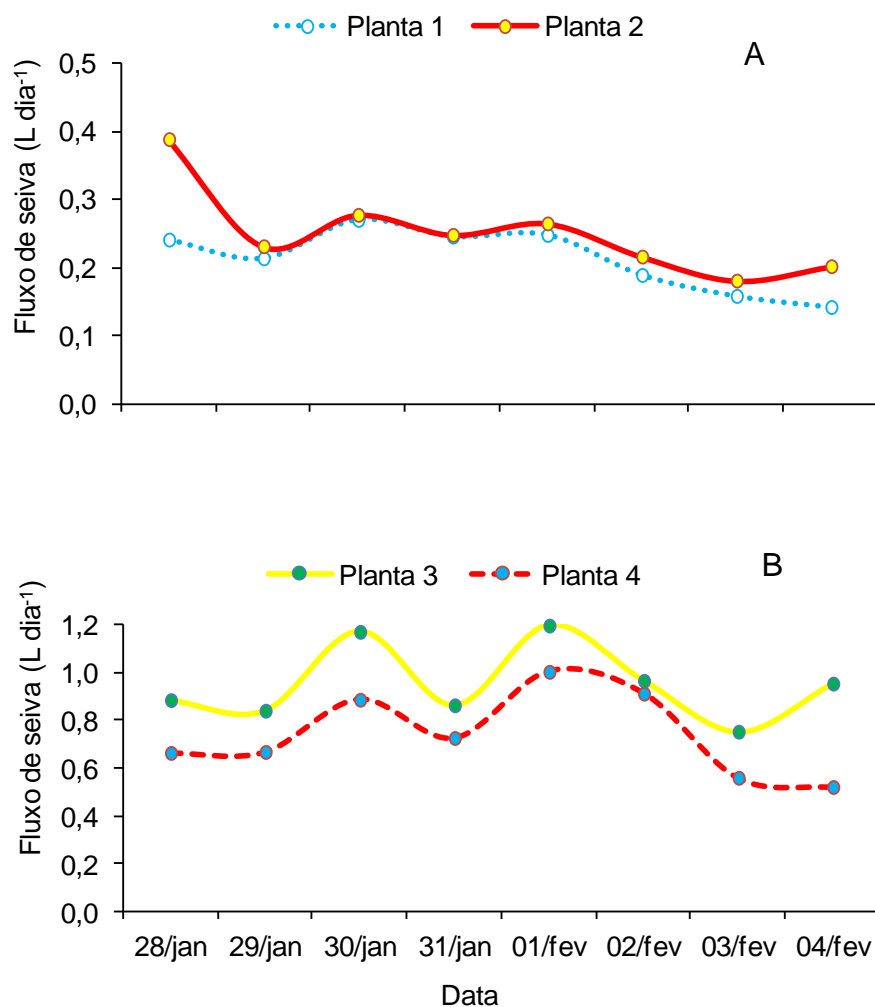 Planta 1 Planta 2
A
Fluxo de seiva (L dia-1)
0,5
0,4
0,3
0,2
0,1
0,0
B
Planta 3 Planta 4
Fluxo de seiva (L dia-1)
1,2
1,0
0,8
0,6
0,4
0,2
0,0
28/jan 29/jan 30/jan 31/jan 01/fev 02/fev 03/fev 04/fev
Data